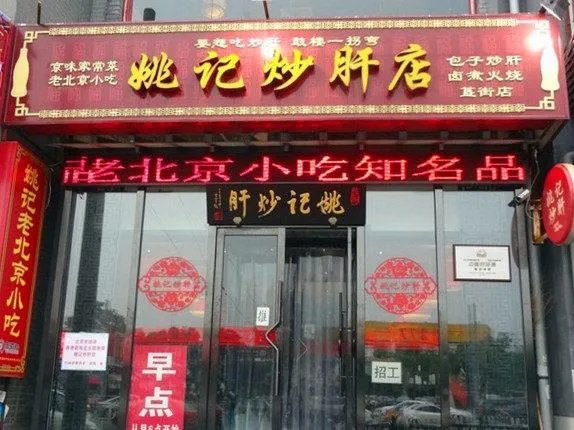 要想吃炒肝 鼓楼一拐弯
京味家常菜
老北京小吃
姚记炒肝店
包子炒肝
卤煮火烧
簋街店
老北京小吃知名品
姚记炒肝
姚记炒肝
姚记老北京小吃
姚记炒肝
姚记炒肝
推
招工
早点